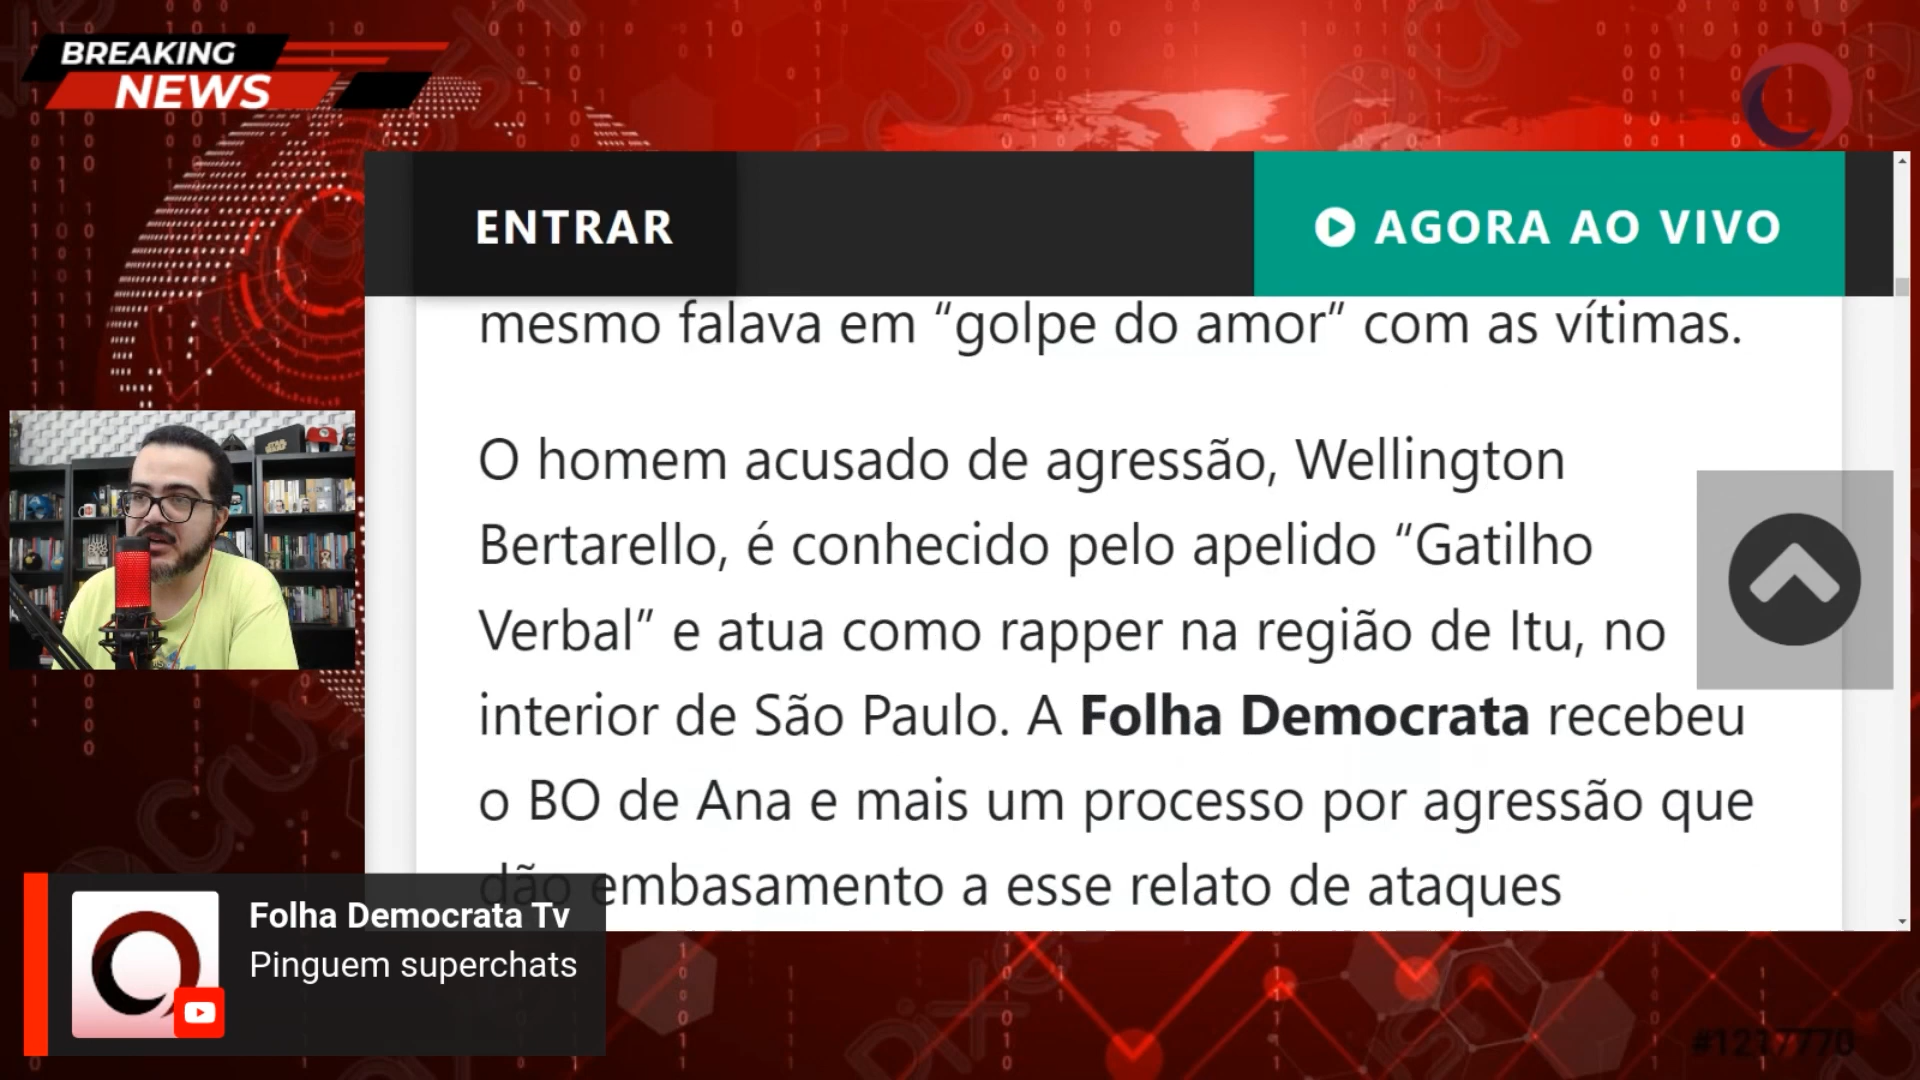 BREAKING
NEWS
ENTRAR
AGORA AO VIVO
mesmo falava em “golpe do amor” com as vítimas.
O homem acusado de agressão, Wellington
Bertarello, é conhecido pelo apelido “Gatilho
Verbal” e atua como rapper na região de Itu, no
interior de São Paulo. A Folha Democrata recebeu
o BO de Ana e mais um processo por agressão que
dão embasamento a esse relato de ataques
Folha Democrata Tv
Pinguem superchats